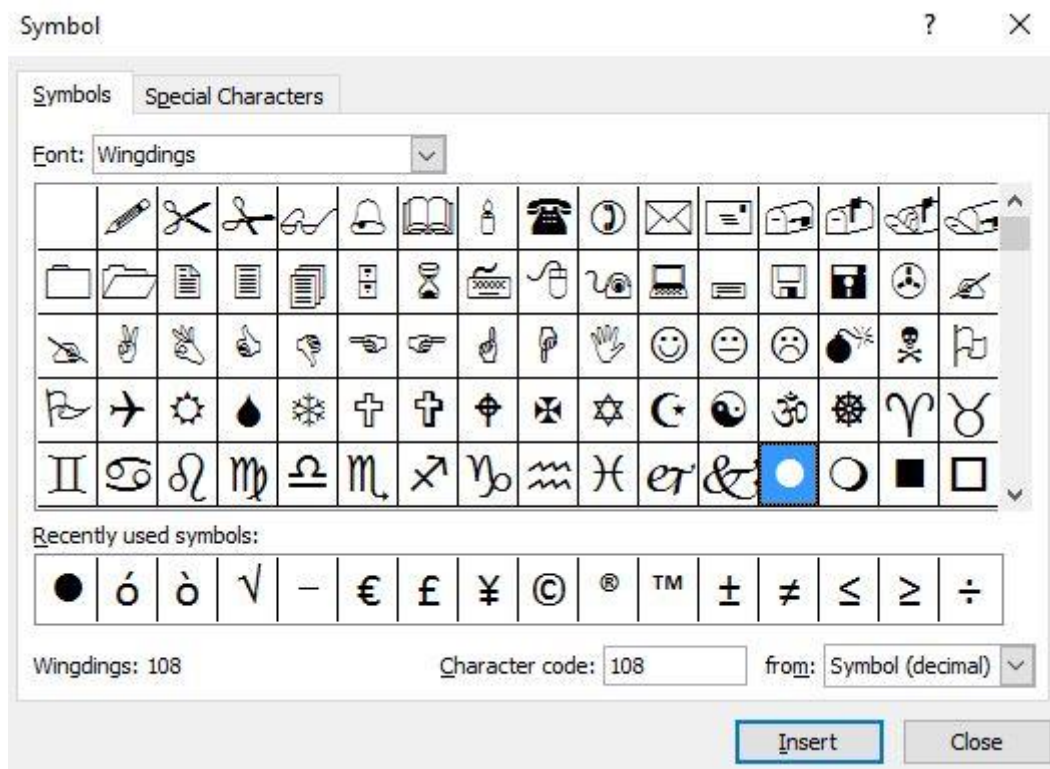 Symbol ? ×
Symbols Special Characters
Font: Wingdings
Recently used symbols:
● ó ò √ – € £ ¥ © ® ™ ± ≠ ≤ ≥ ÷
Wingdings: 108 Character code: 108 from: Symbol (decimal)
Insert Close